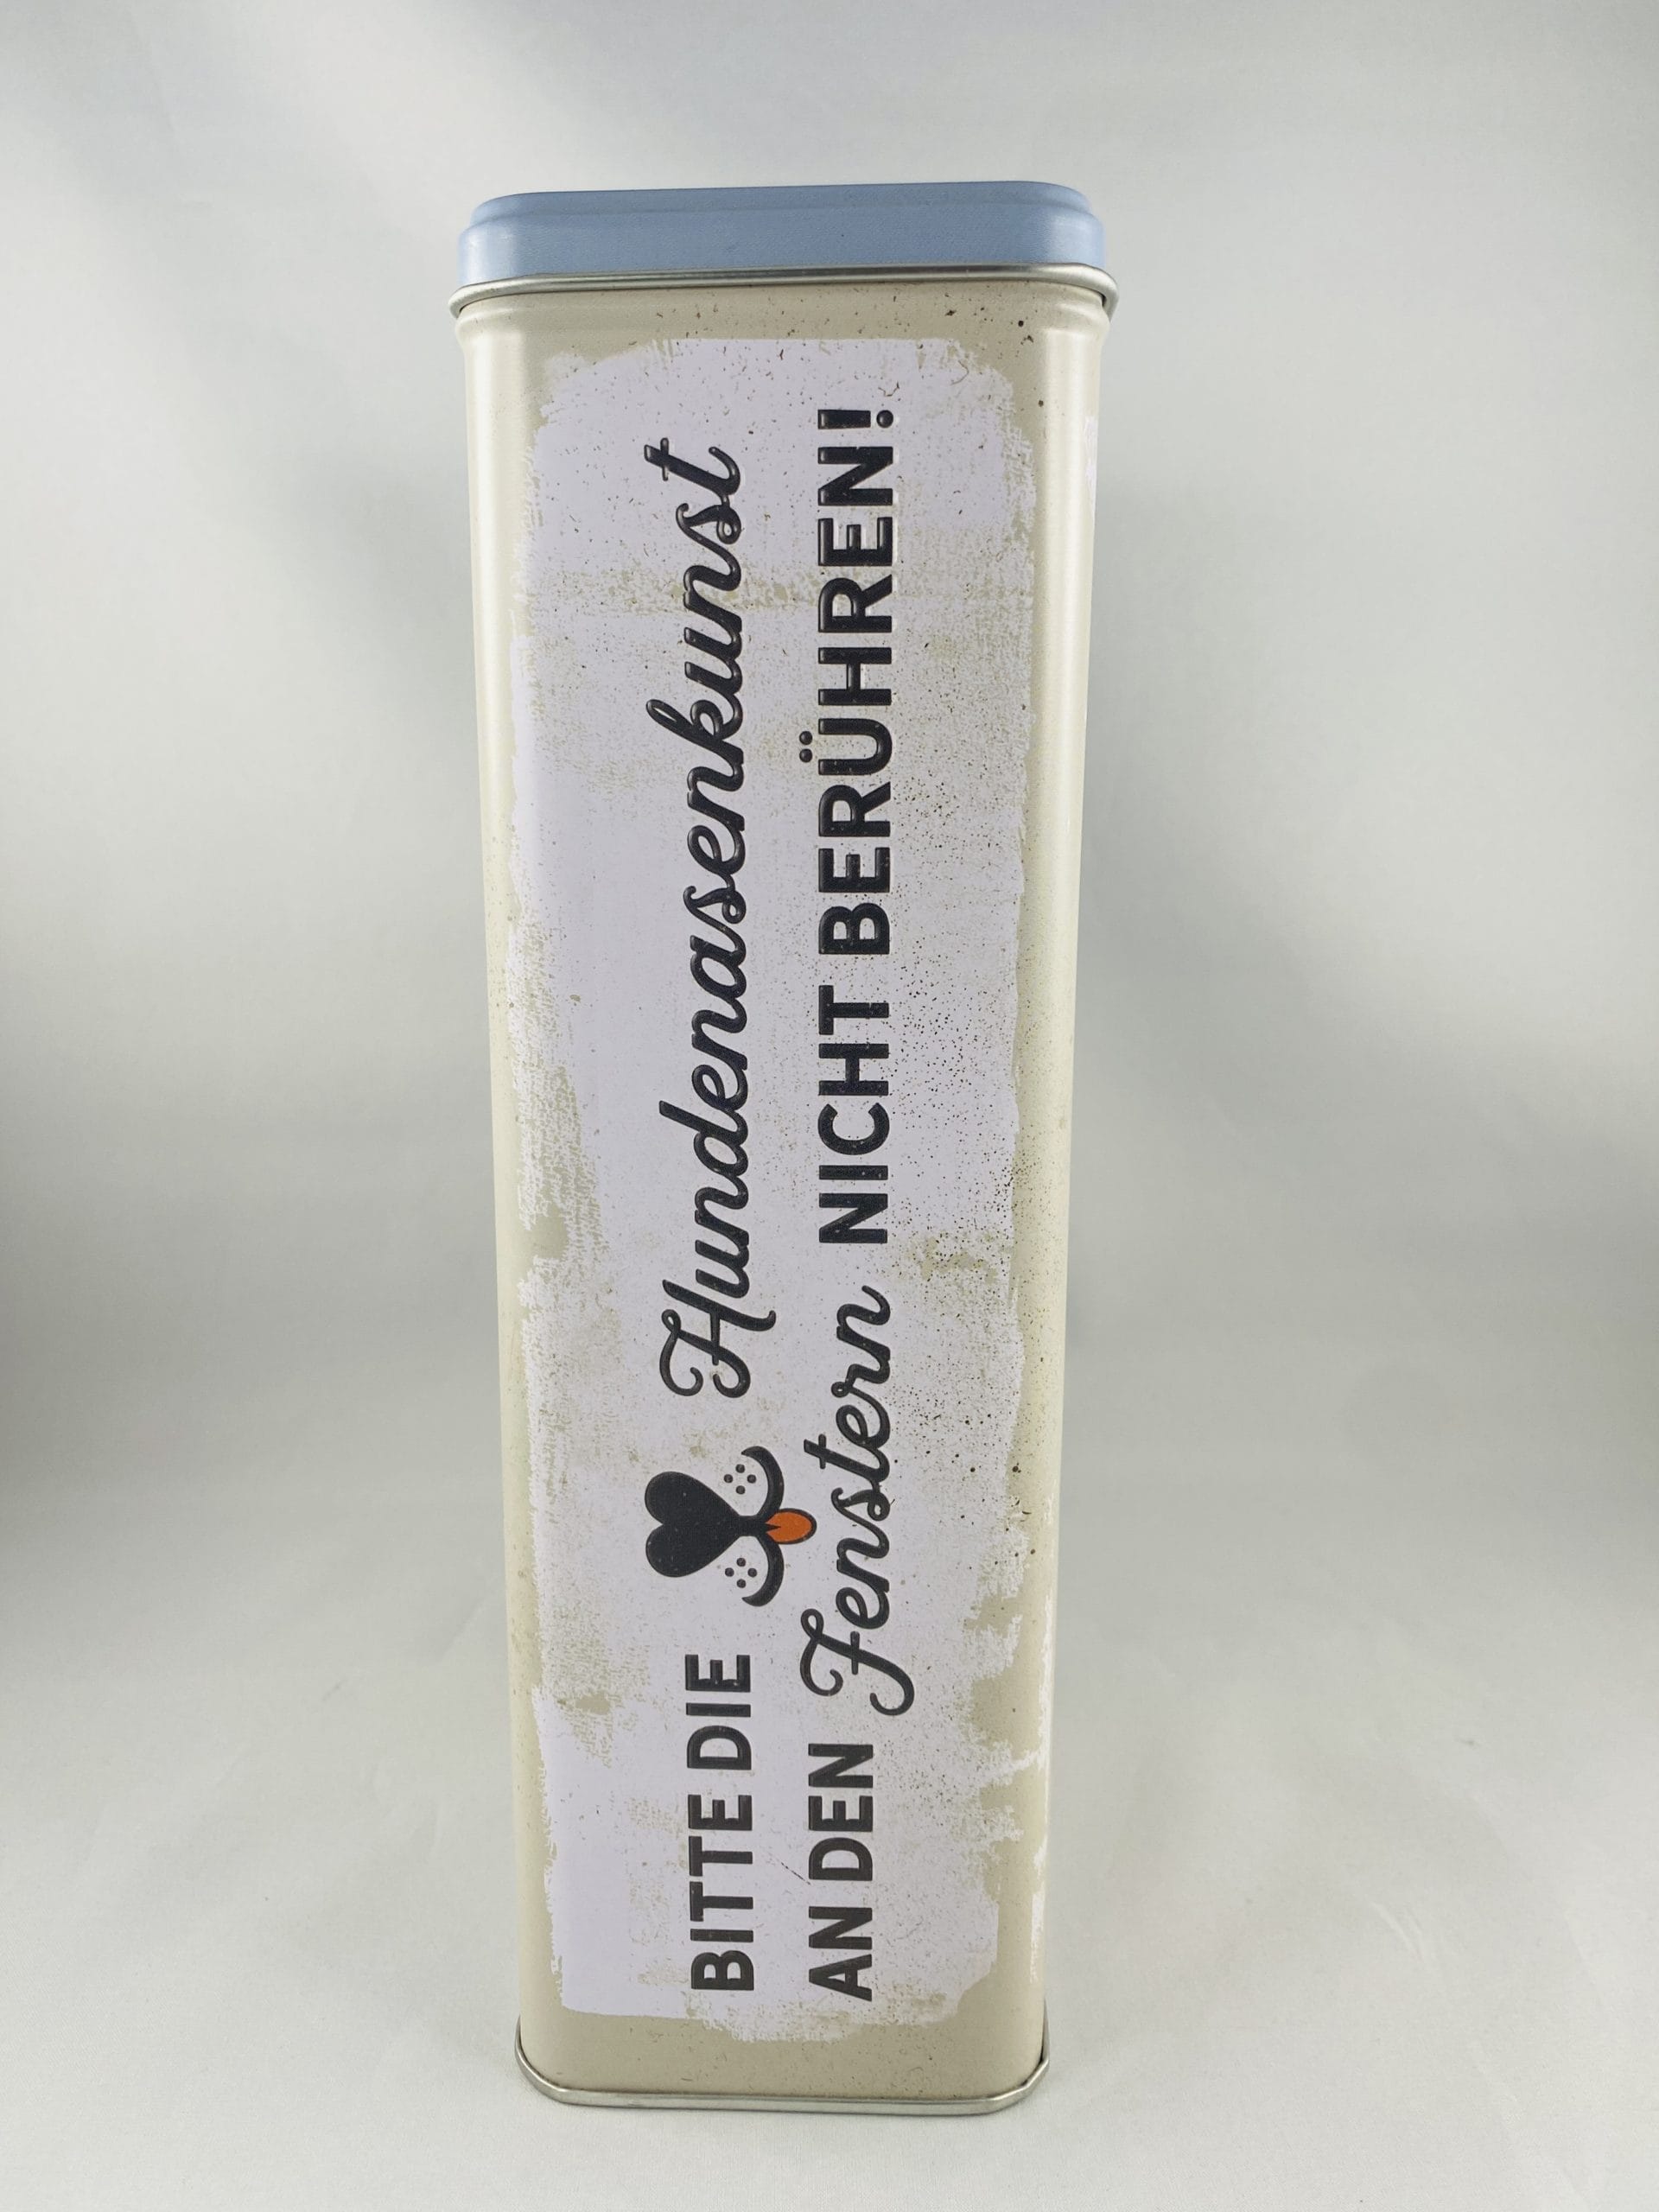 BITTE DIE Hundenasenkunst
AN DEN Fenstern NICHT BERÜHREN!